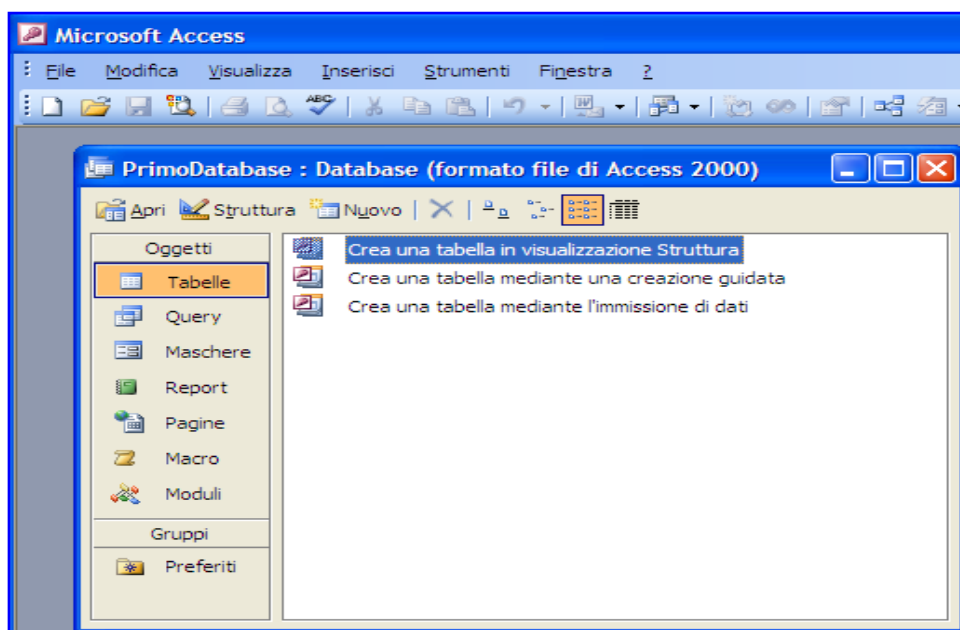 Microsoft Access
File Modifica Visualizza Inserisci Strumenti Finestra ?
ABC W
PrimoDatabase : Database (formato file di Access 2000)
Apri Struttura Nuovo
Oggetti
Tabelle
Query
Maschere
Report
Pagine
Macro
Moduli
Gruppi
Preferiti
Crea una tabella in visualizzazione Struttura
Crea una tabella mediante una creazione guidata
Crea una tabella mediante l'immissione di dati